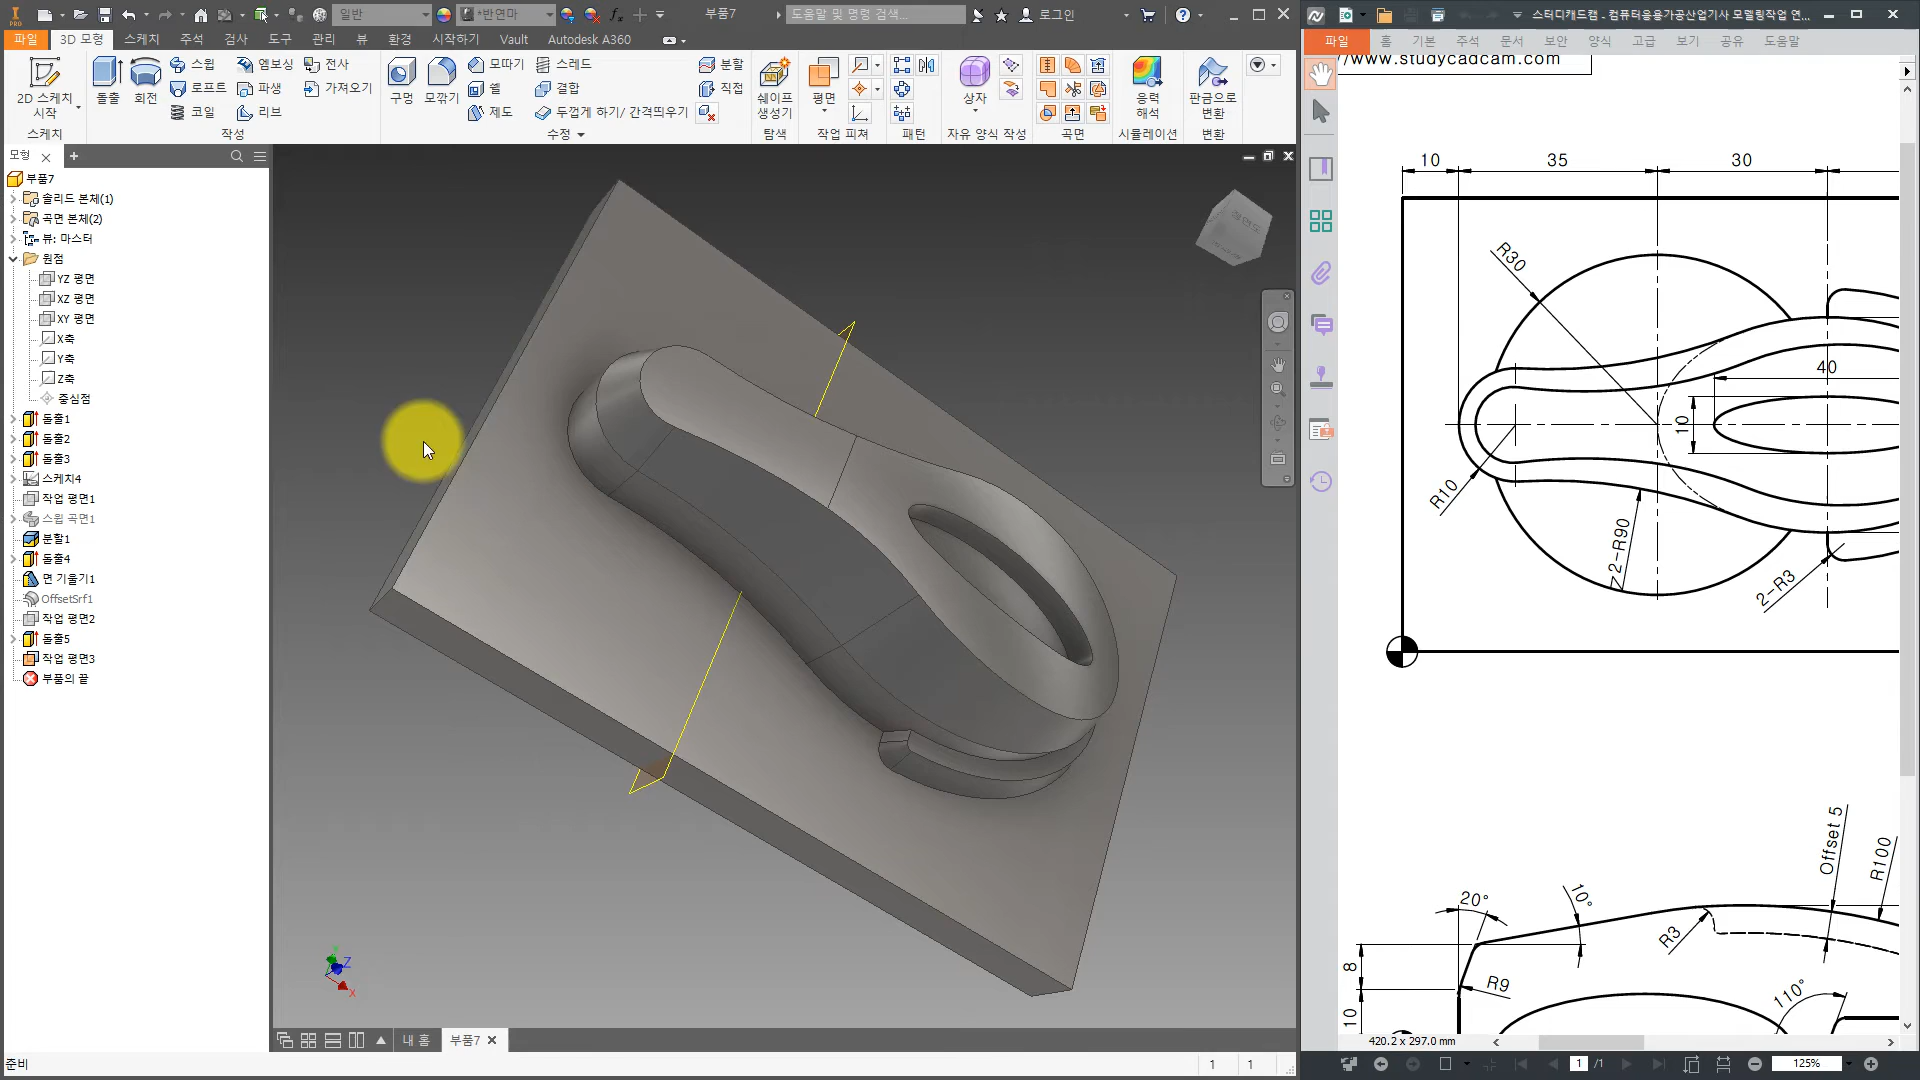 일반
*반연마
부품7
도움말 및 명령 검색...
로그인
파일
3D 모형
스케치
주석
검사
도구
관리
뷰
환경
시작하기
Vault
Autodesk A360
2D 스케치
시작
스케치
돌출
회전
스윕
로프트
코일
엠보싱
파생
리브
전사
가져오기
작성
구멍
모깎기
모따기
쉘
제도
스레드
결합
두껍게 하기/ 간격띄우기
분할
직접
수정
쉐이프
생성기
탐색
평면
작업 피쳐
패턴
상자
자유 양식 작성
곡면
응력
해석
시뮬레이션
판금으로
변환
변환
모형
부품7
솔리드 본체(1)
곡면 본체(2)
뷰: 마스터
원점
YZ 평면
XZ 평면
XY 평면
X축
Y축
Z축
중심점
돌출1
돌출2
돌출3
스케치4
작업 평면1
스윕 곡면1
분할1
돌출4
면 기울기1
OffsetSrf1
작업 평면2
돌출5
작업 평면3
부품의 끝
Z
X
내 홈
부품7
준비
1
1
스터디캐드캠 - 컴퓨터응용가공산업기사 모델링작업 연...
파일
홈
기본
주석
문서
보안
양식
고급
보기
공유
도움말
/www.studycadcam.com
10
35
30
R30
40
10
R10
2-R90
2-R3
Offset 5
R100
20°
10°
R3
8
R9
110°
10
420.2 x 297.0 mm
1
/1
125%